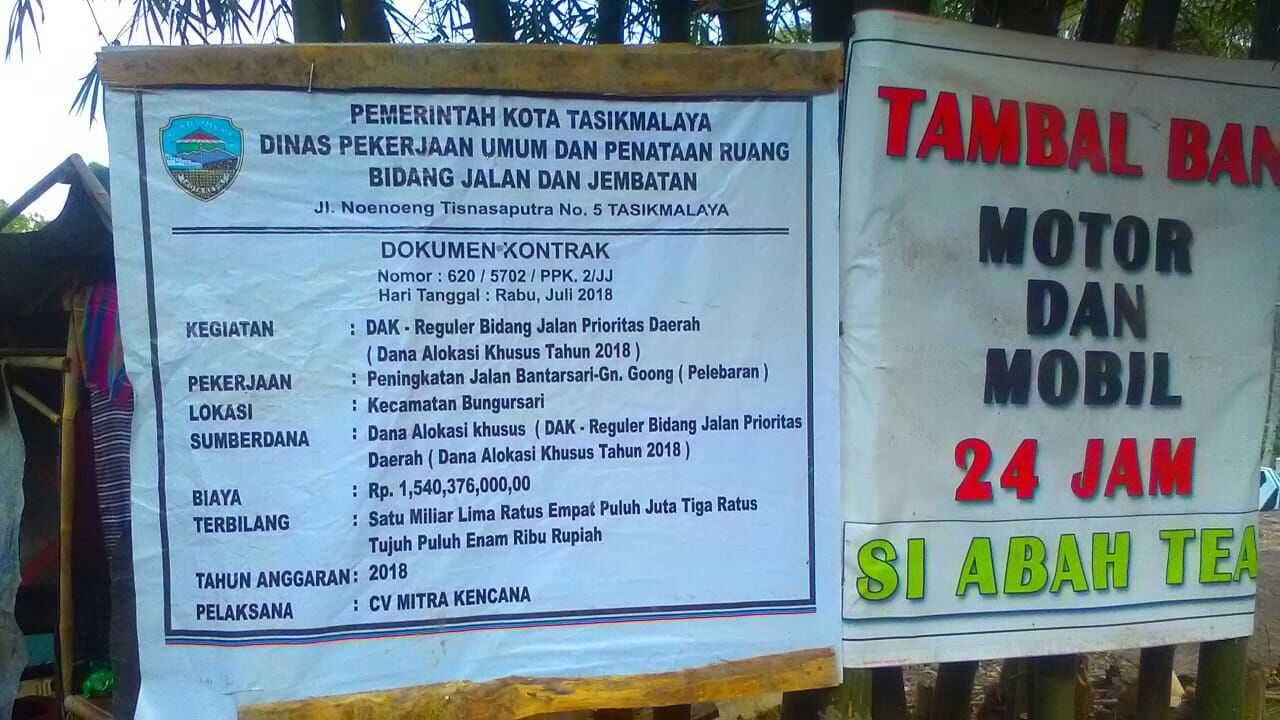 PEMERINTAH KOTA TASIKMALAYA
DINAS PEKERJAAN UMUM DAN PENATAAN RUANG
BIDANG JALAN DAN JEMBATAN
Jl. Noenoeng Tisnasaputra No. 5 TASIKMALAYA
DOKUMEN KONTRAK
Nomor : 620 / 5702 / PPK. 2/JJ
Hari Tanggal : Rabu, Juli 2018
KEGIATAN : DAK - Reguler Bidang Jalan Prioritas Daerah
( Dana Alokasi Khusus Tahun 2018 )
PEKERJAAN : Peningkatan Jalan Bantarsari-Gn. Goong ( Pelebaran )
LOKASI : Kecamatan Bungursari
SUMBERDANA : Dana Alokasi khusus ( DAK - Reguler Bidang Jalan Prioritas
Daerah ( Dana Alokasi Khusus Tahun 2018 )
BIAYA : Rp. 1,540,376,000,00
TERBILANG : Satu Miliar Lima Ratus Empat Puluh Juta Tiga Ratus
Tujuh Puluh Enam Ribu Rupiah
TAHUN ANGGARAN : 2018
PELAKSANA : CV MITRA KENCANA
TAMBAL BAN
MOTOR
DAN
MOBIL
24 JAM
SI ABAH TEA